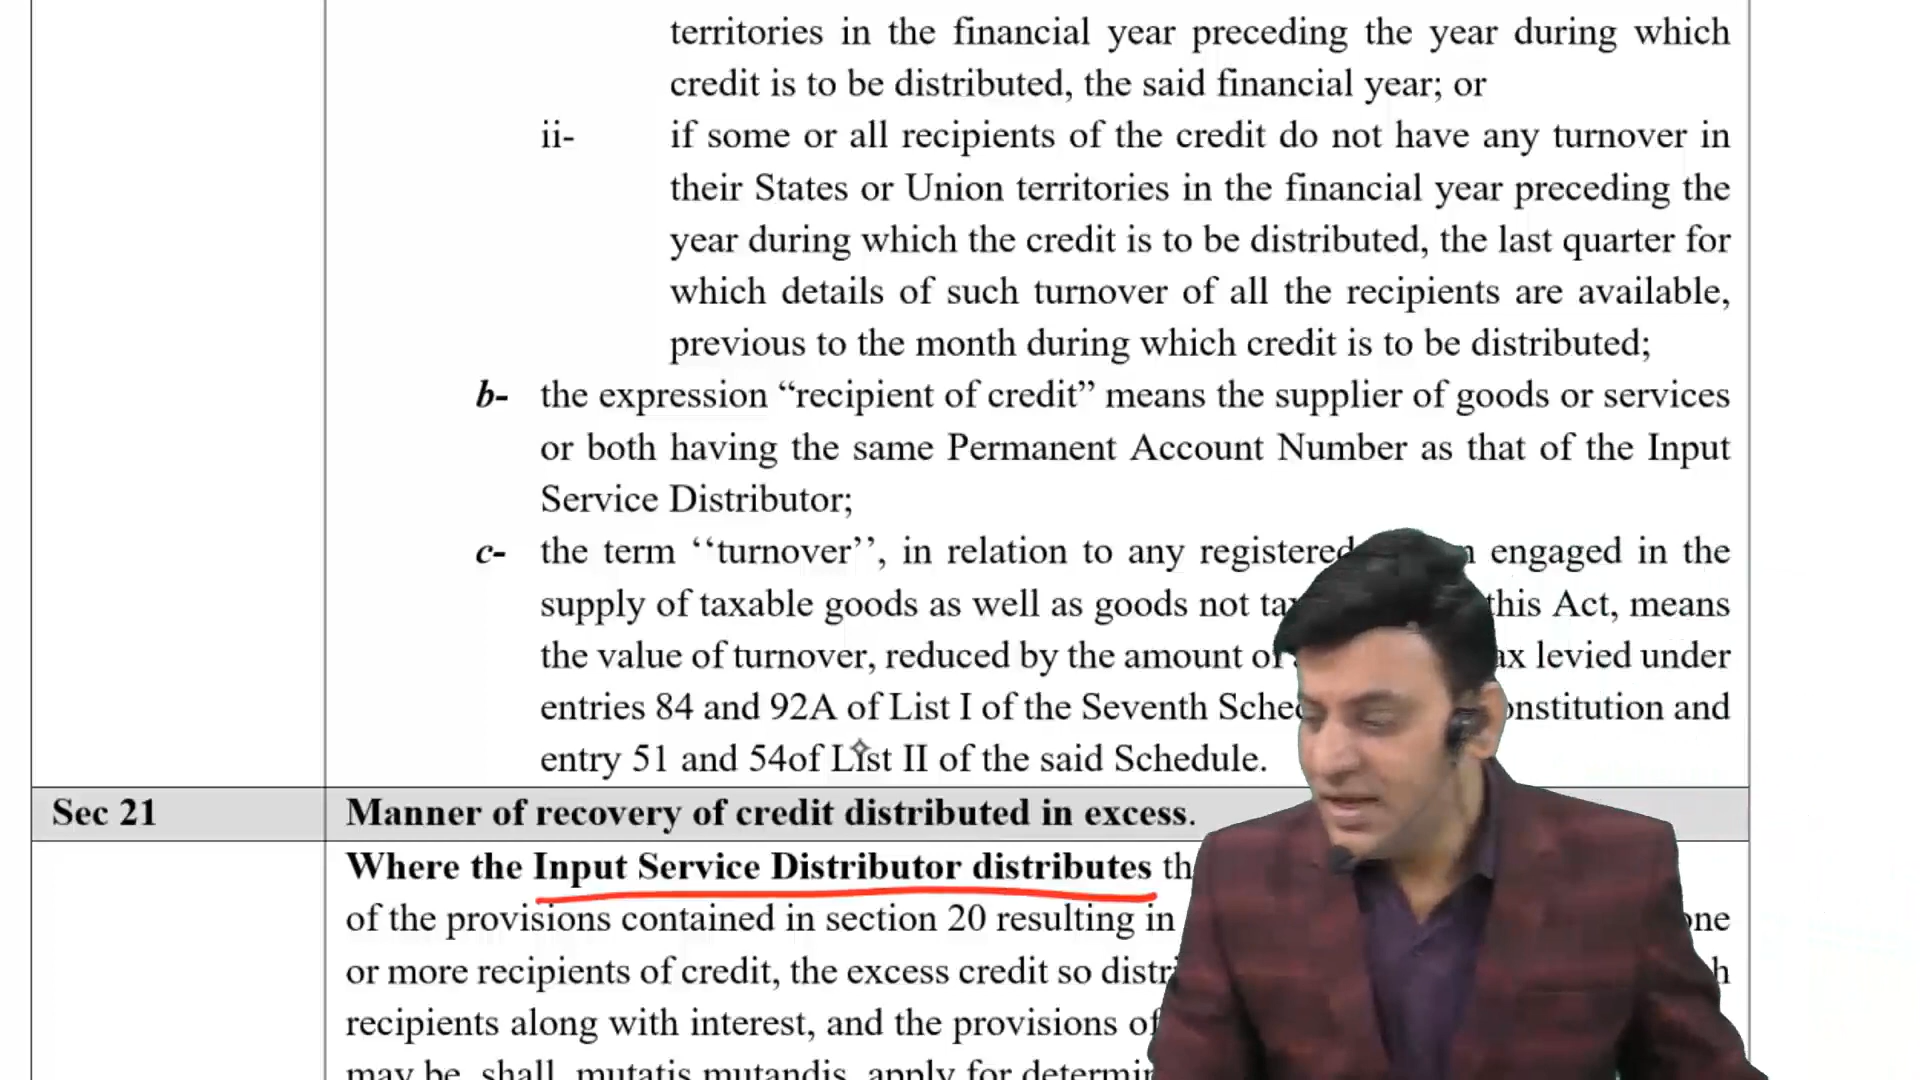 territories in the financial year preceding the year during which
credit is to be distributed, the said financial year; or
ii- if some or all recipients of the credit do not have any turnover in
their States or Union territories in the financial year preceding the
year during which the credit is to be distributed, the last quarter for
which details of such turnover of all the recipients are available,
previous to the month during which credit is to be distributed;
b- the expression “recipient of credit” means the supplier of goods or services
or both having the same Permanent Account Number as that of the Input
Service Distributor;
c- the term ‘‘turnover’’, in relation to any registered engaged in the
supply of taxable goods as well as goods not this Act, means
the value of turnover, reduced by the amount of levied under
entries 84 and 92A of List I of the Seventh and
entry 51 and 54of List II of the said Schedule.
Sec 21 Manner of recovery of credit distributed in excess.
Where the Input Service Distributor distributes
of the provisions contained in section 20 resulting in
or more recipients of credit, the excess credit so
recipients along with interest, and the provisions of
may be, shall, mutatis mutandis, apply for